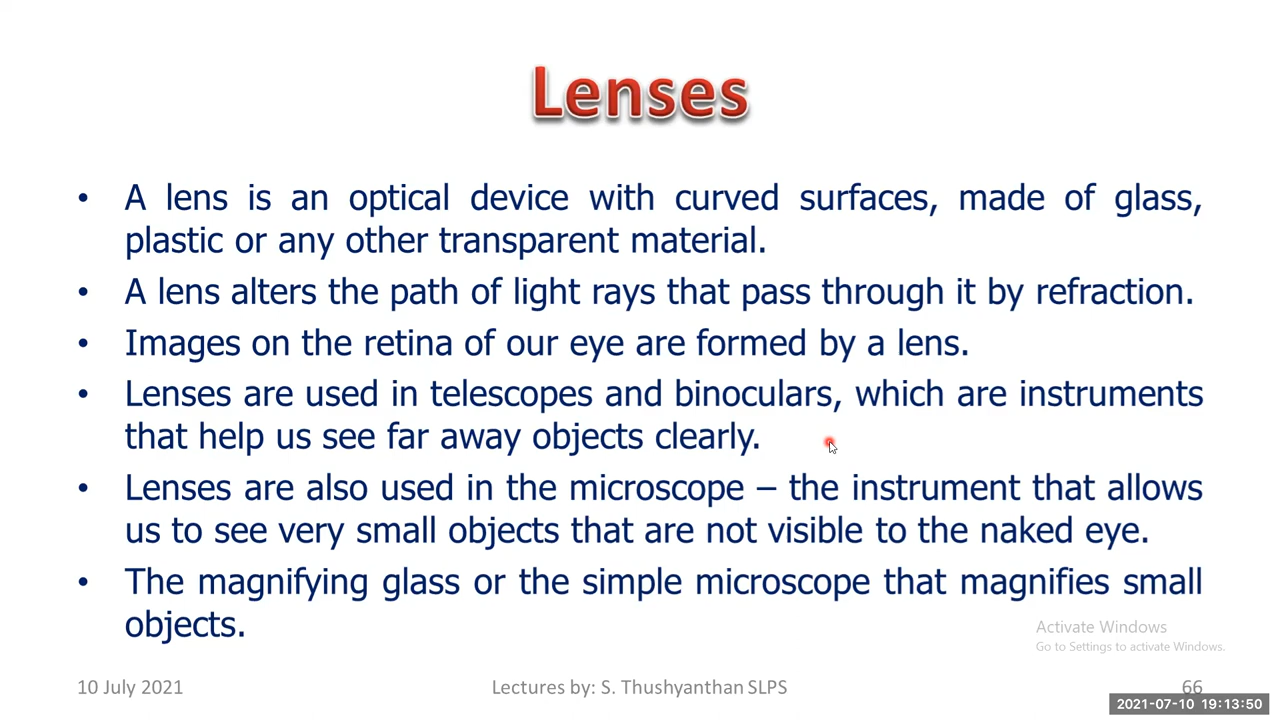 Lenses
• A lens is an optical device with curved surfaces, made of glass,
plastic or any other transparent material.
• A lens alters the path of light rays that pass through it by refraction.
• Images on the retina of our eye are formed by a lens.
• Lenses are used in telescopes and binoculars, which are instruments
that help us see far away objects clearly.
• Lenses are also used in the microscope – the instrument that allows
us to see very small objects that are not visible to the naked eye.
• The magnifying glass or the simple microscope that magnifies small
objects.
Activate Windows
Go to Settings to activate Windows.
10 July 2021
Lectures by: S. Thushyanthan SLPS
66
2021-07-10 19:13:50